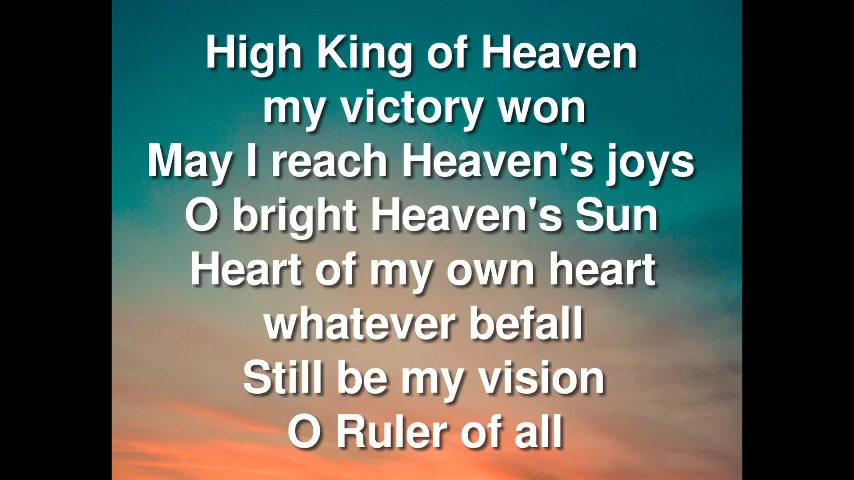 High King of Heaven
my victory won
May I reach Heaven's joys
O bright Heaven's Sun
Heart of my own heart
whatever befall
Still be my vision
O Ruler of all